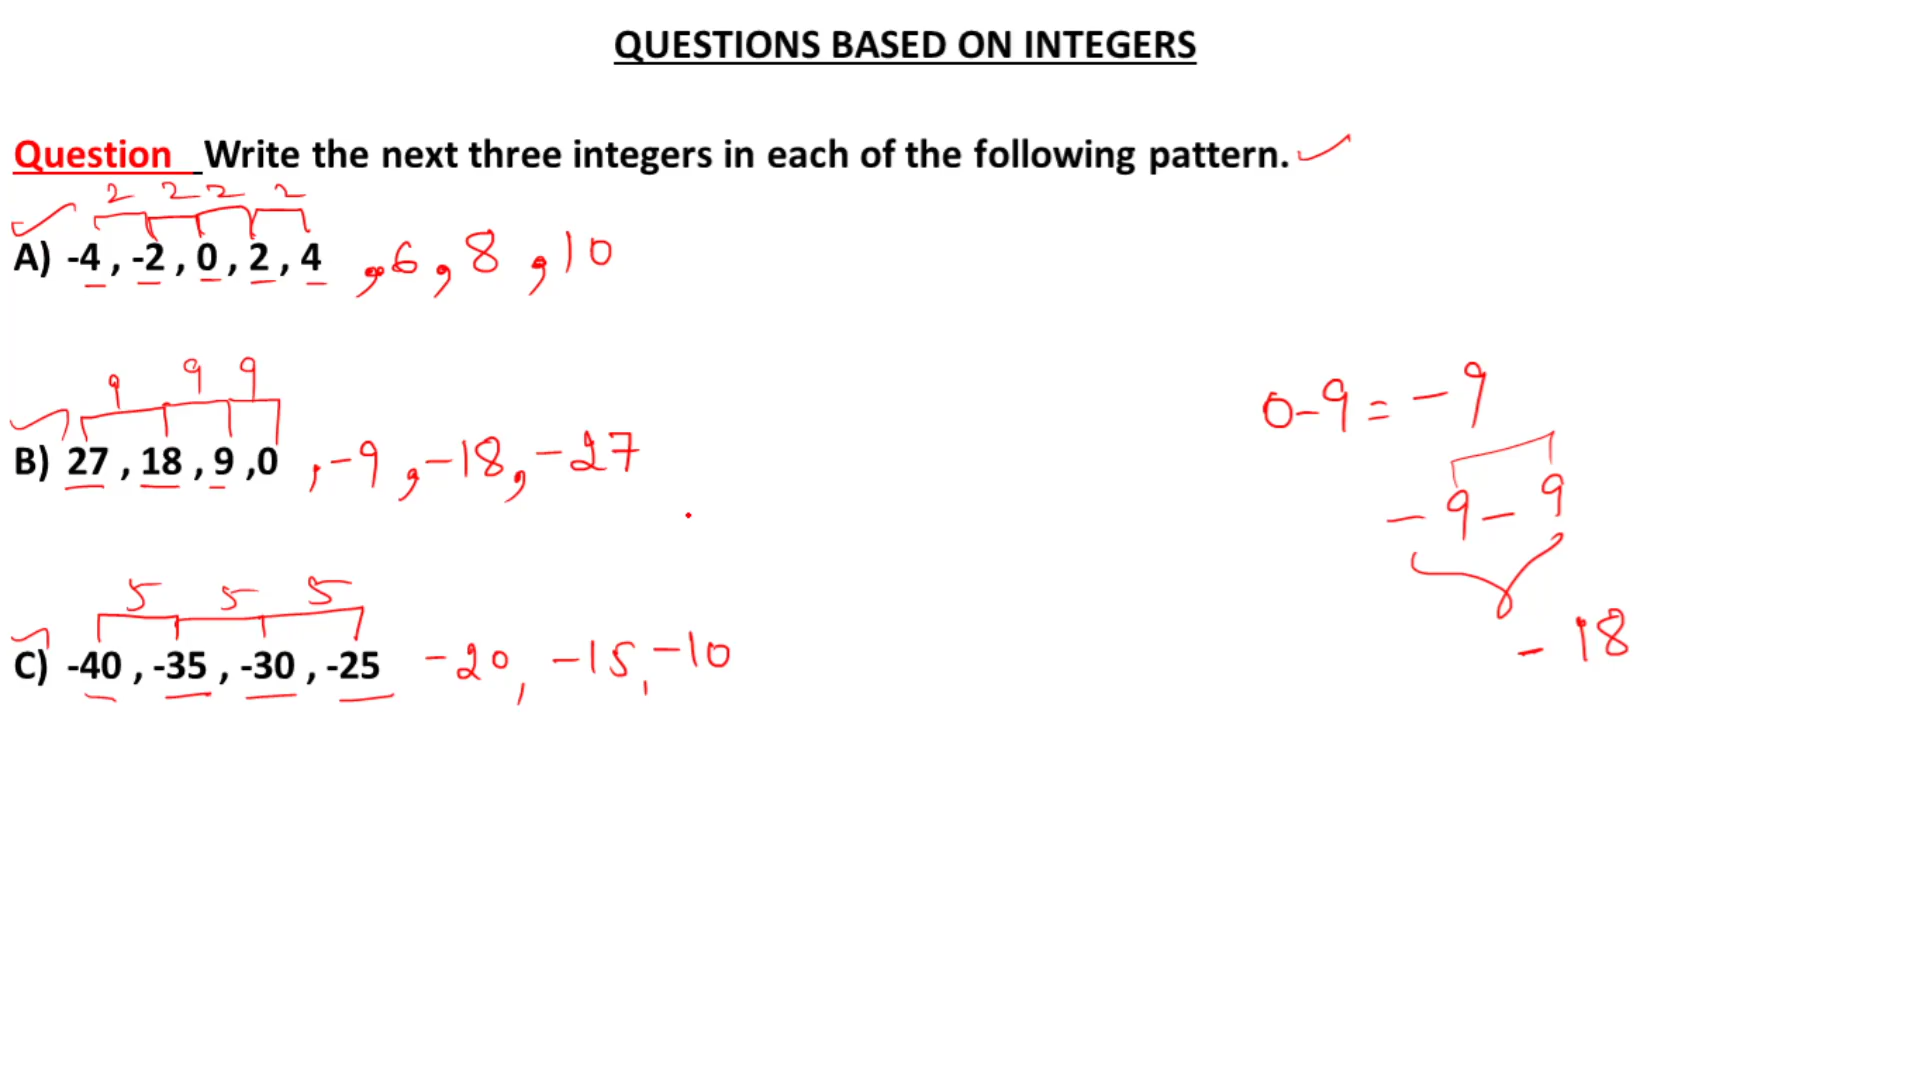 QUESTIONS BASED ON INTEGERS
Question Write the next three integers in each of the following pattern.
2 2 2 2
A) -4 , -2 , 0 , 2 , 4 , 6 , 8 , 10
9 9 9
B) 27 , 18 , 9 ,0 , -9 , -18 , -27
5 5 5
C) -40 , -35 , -30 , -25 -20 , -15 , -10
0-9 = -9
-9-9
-18